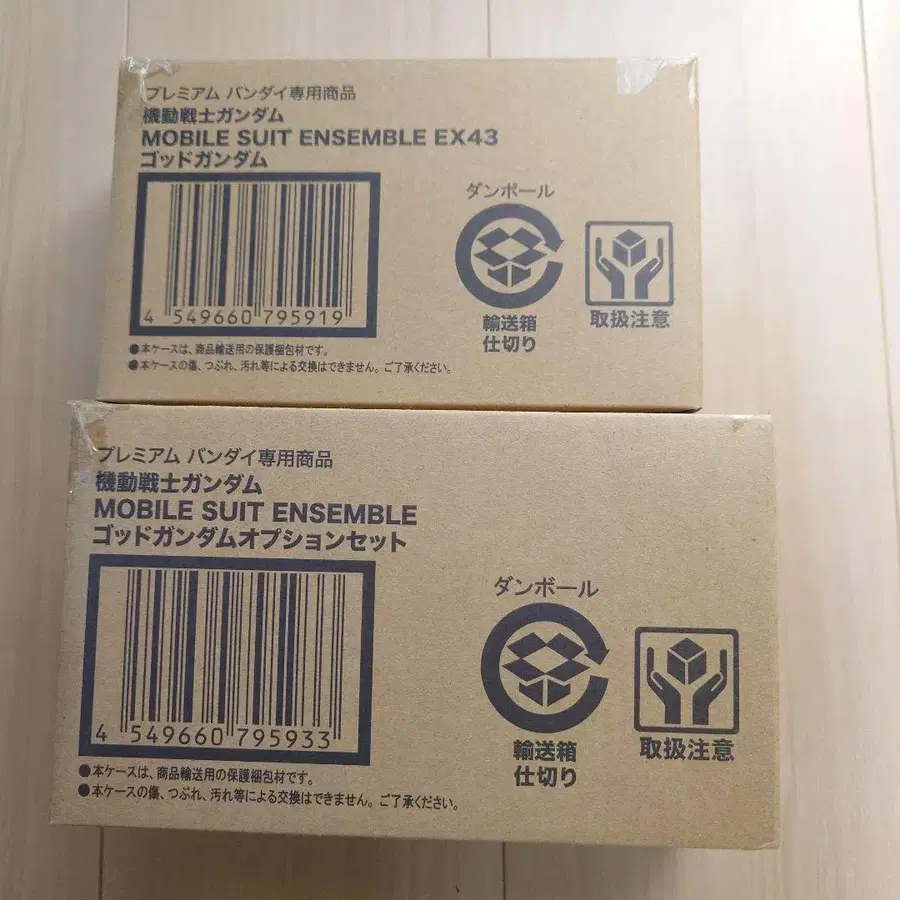 プレミアム バンダイ専用商品
機動戦士ガンダム
MOBILE SUIT ENSEMBLE EX43
ゴッドガンダム
4 549660 795919
ダンボール
輸送箱
仕切り
取扱注意
●本ケースは、商品輸送用の保護梱包材です。
●本ケースの傷、つぶれ、汚れ等による交換はできません。ご了承ください。
プレミアム バンダイ専用商品
機動戦士ガンダム
MOBILE SUIT ENSEMBLE
ゴッドガンダムオプションセット
4 549660 795933
ダンボール
輸送箱
仕切り
取扱注意
●本ケースは、商品輸送用の保護梱包材です。
●本ケースの傷、つぶれ、汚れ等による交換はできません。ご了承ください。